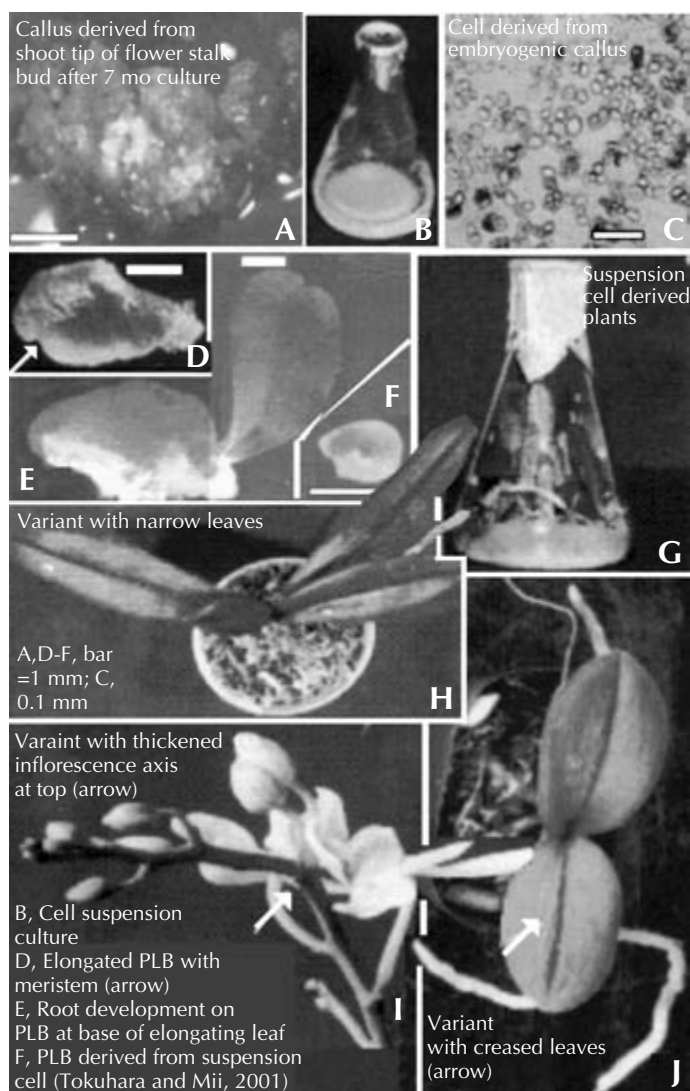 Callus derived from
shoot tip of flower stalk
bud after 7 mo culture
A
B
Cell derived from
embryogenic callus
C
D
E
F
Suspension
cell derived
plants
G
Variant with narrow leaves
A,D-F, bar
=1 mm; C,
0.1 mm
H
Varaint with thickened
inflorescence axis
at top (arrow)
B, Cell suspension
culture
D, Elongated PLB with
meristem (arrow)
E, Root development on
PLB at base of elongating leaf
F, PLB derived from suspension
cell (Tokuhara and Mii, 2001)
I
Variant
with creased leaves
(arrow)
J